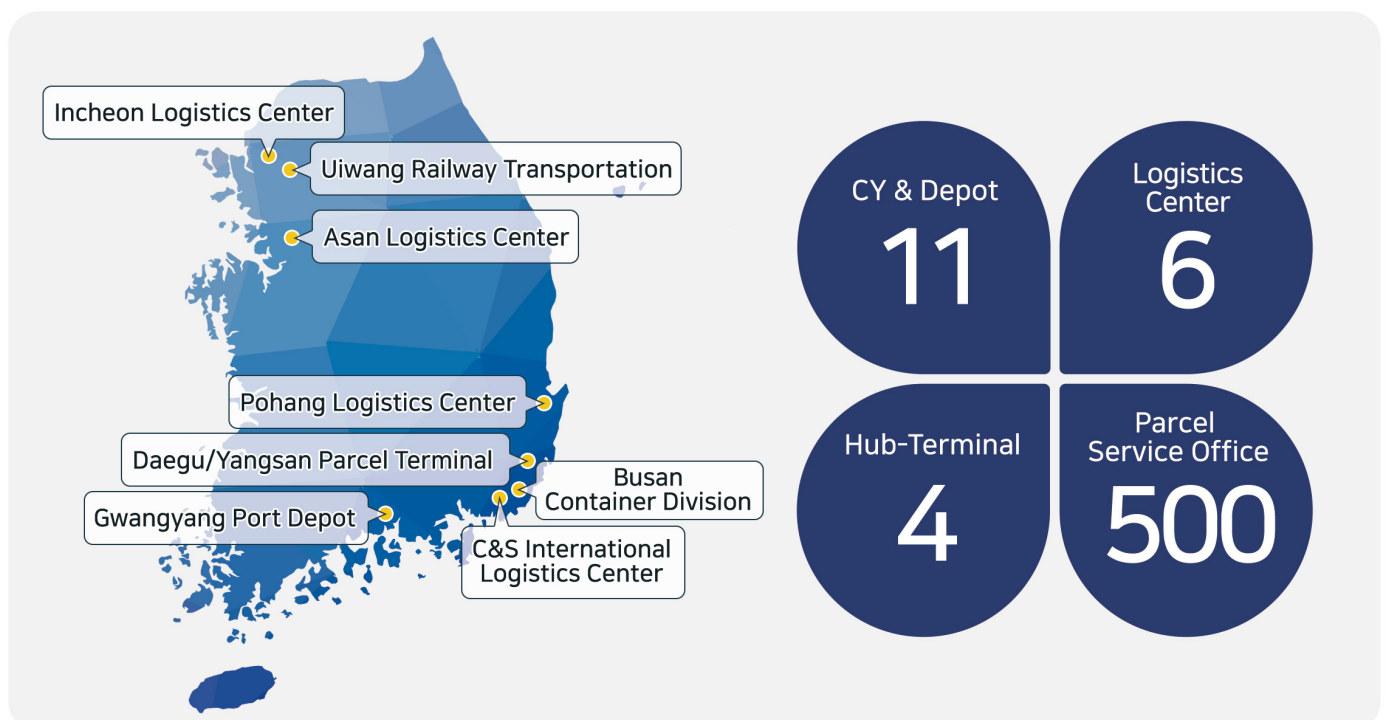 Incheon Logistics Center
Uiwang Railway Transportation
Asan Logistics Center
Pohang Logistics Center
Daegu/Yangsan Parcel Terminal
Busan
Container Division
Gwangyang Port Depot
C&S International
Logistics Center
CY & Depot
11
Logistics
Center
6
Hub-Terminal
4
Parcel
Service Office
500